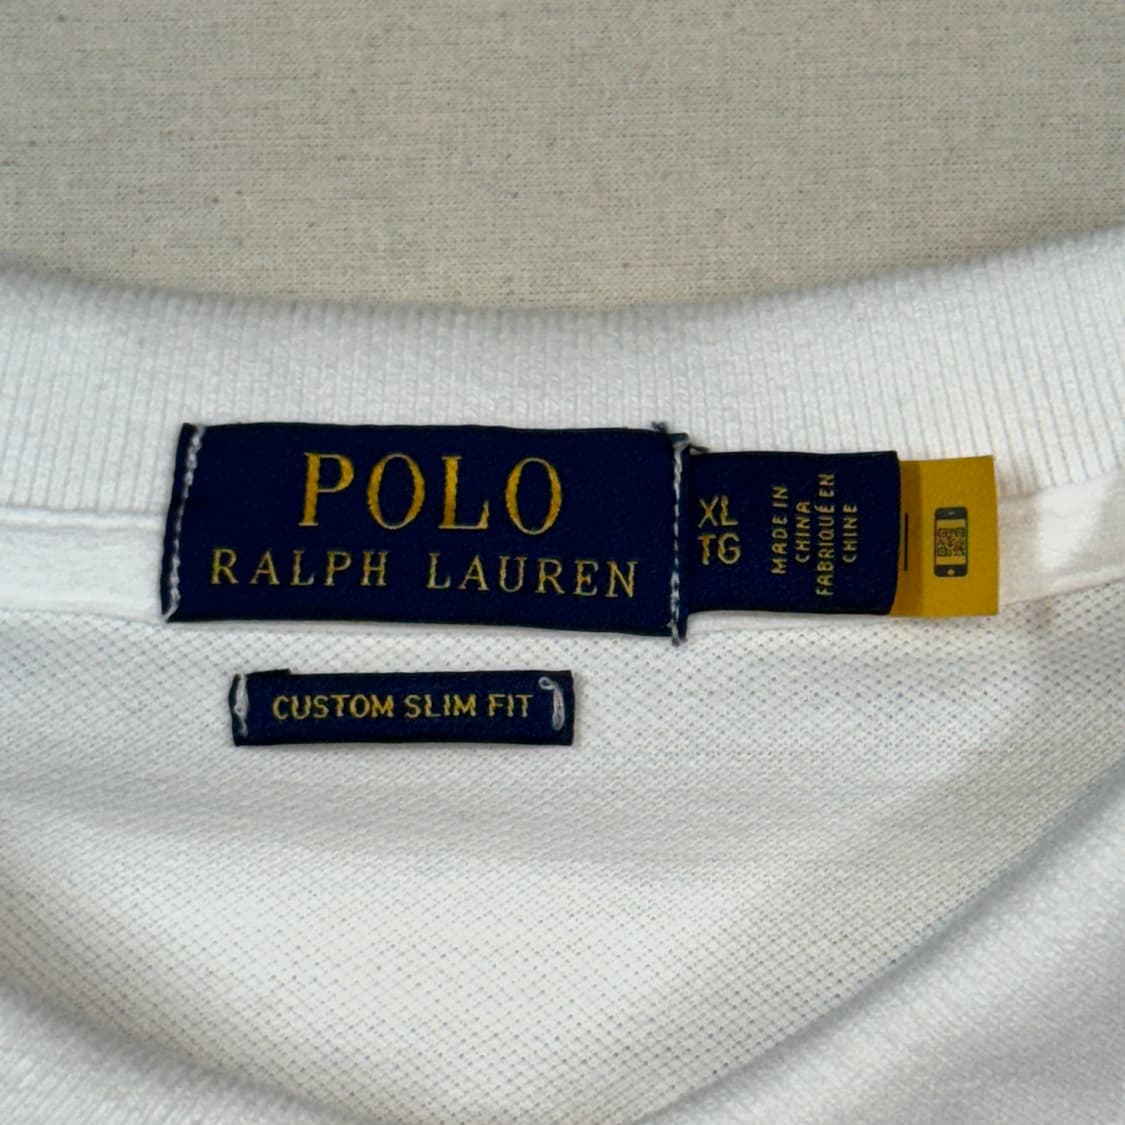 POLO
RALPH LAUREN
XL
TG
MADE IN
CHINA
FABRIQUÉ EN
CHINE
CUSTOM SLIM FIT